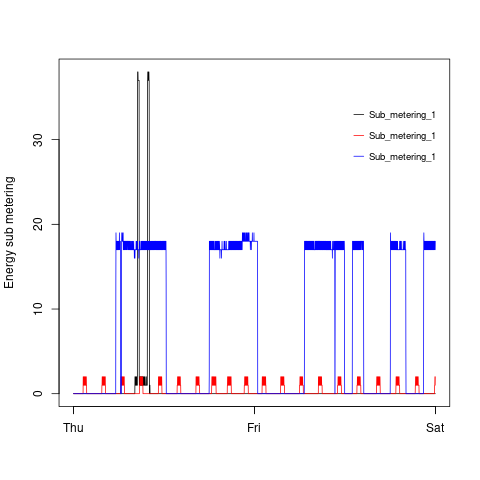 Energy sub metering
30
20
10
0
Sub_metering_1
Sub_metering_1
Sub_metering_1
Thu
Fri
Sat